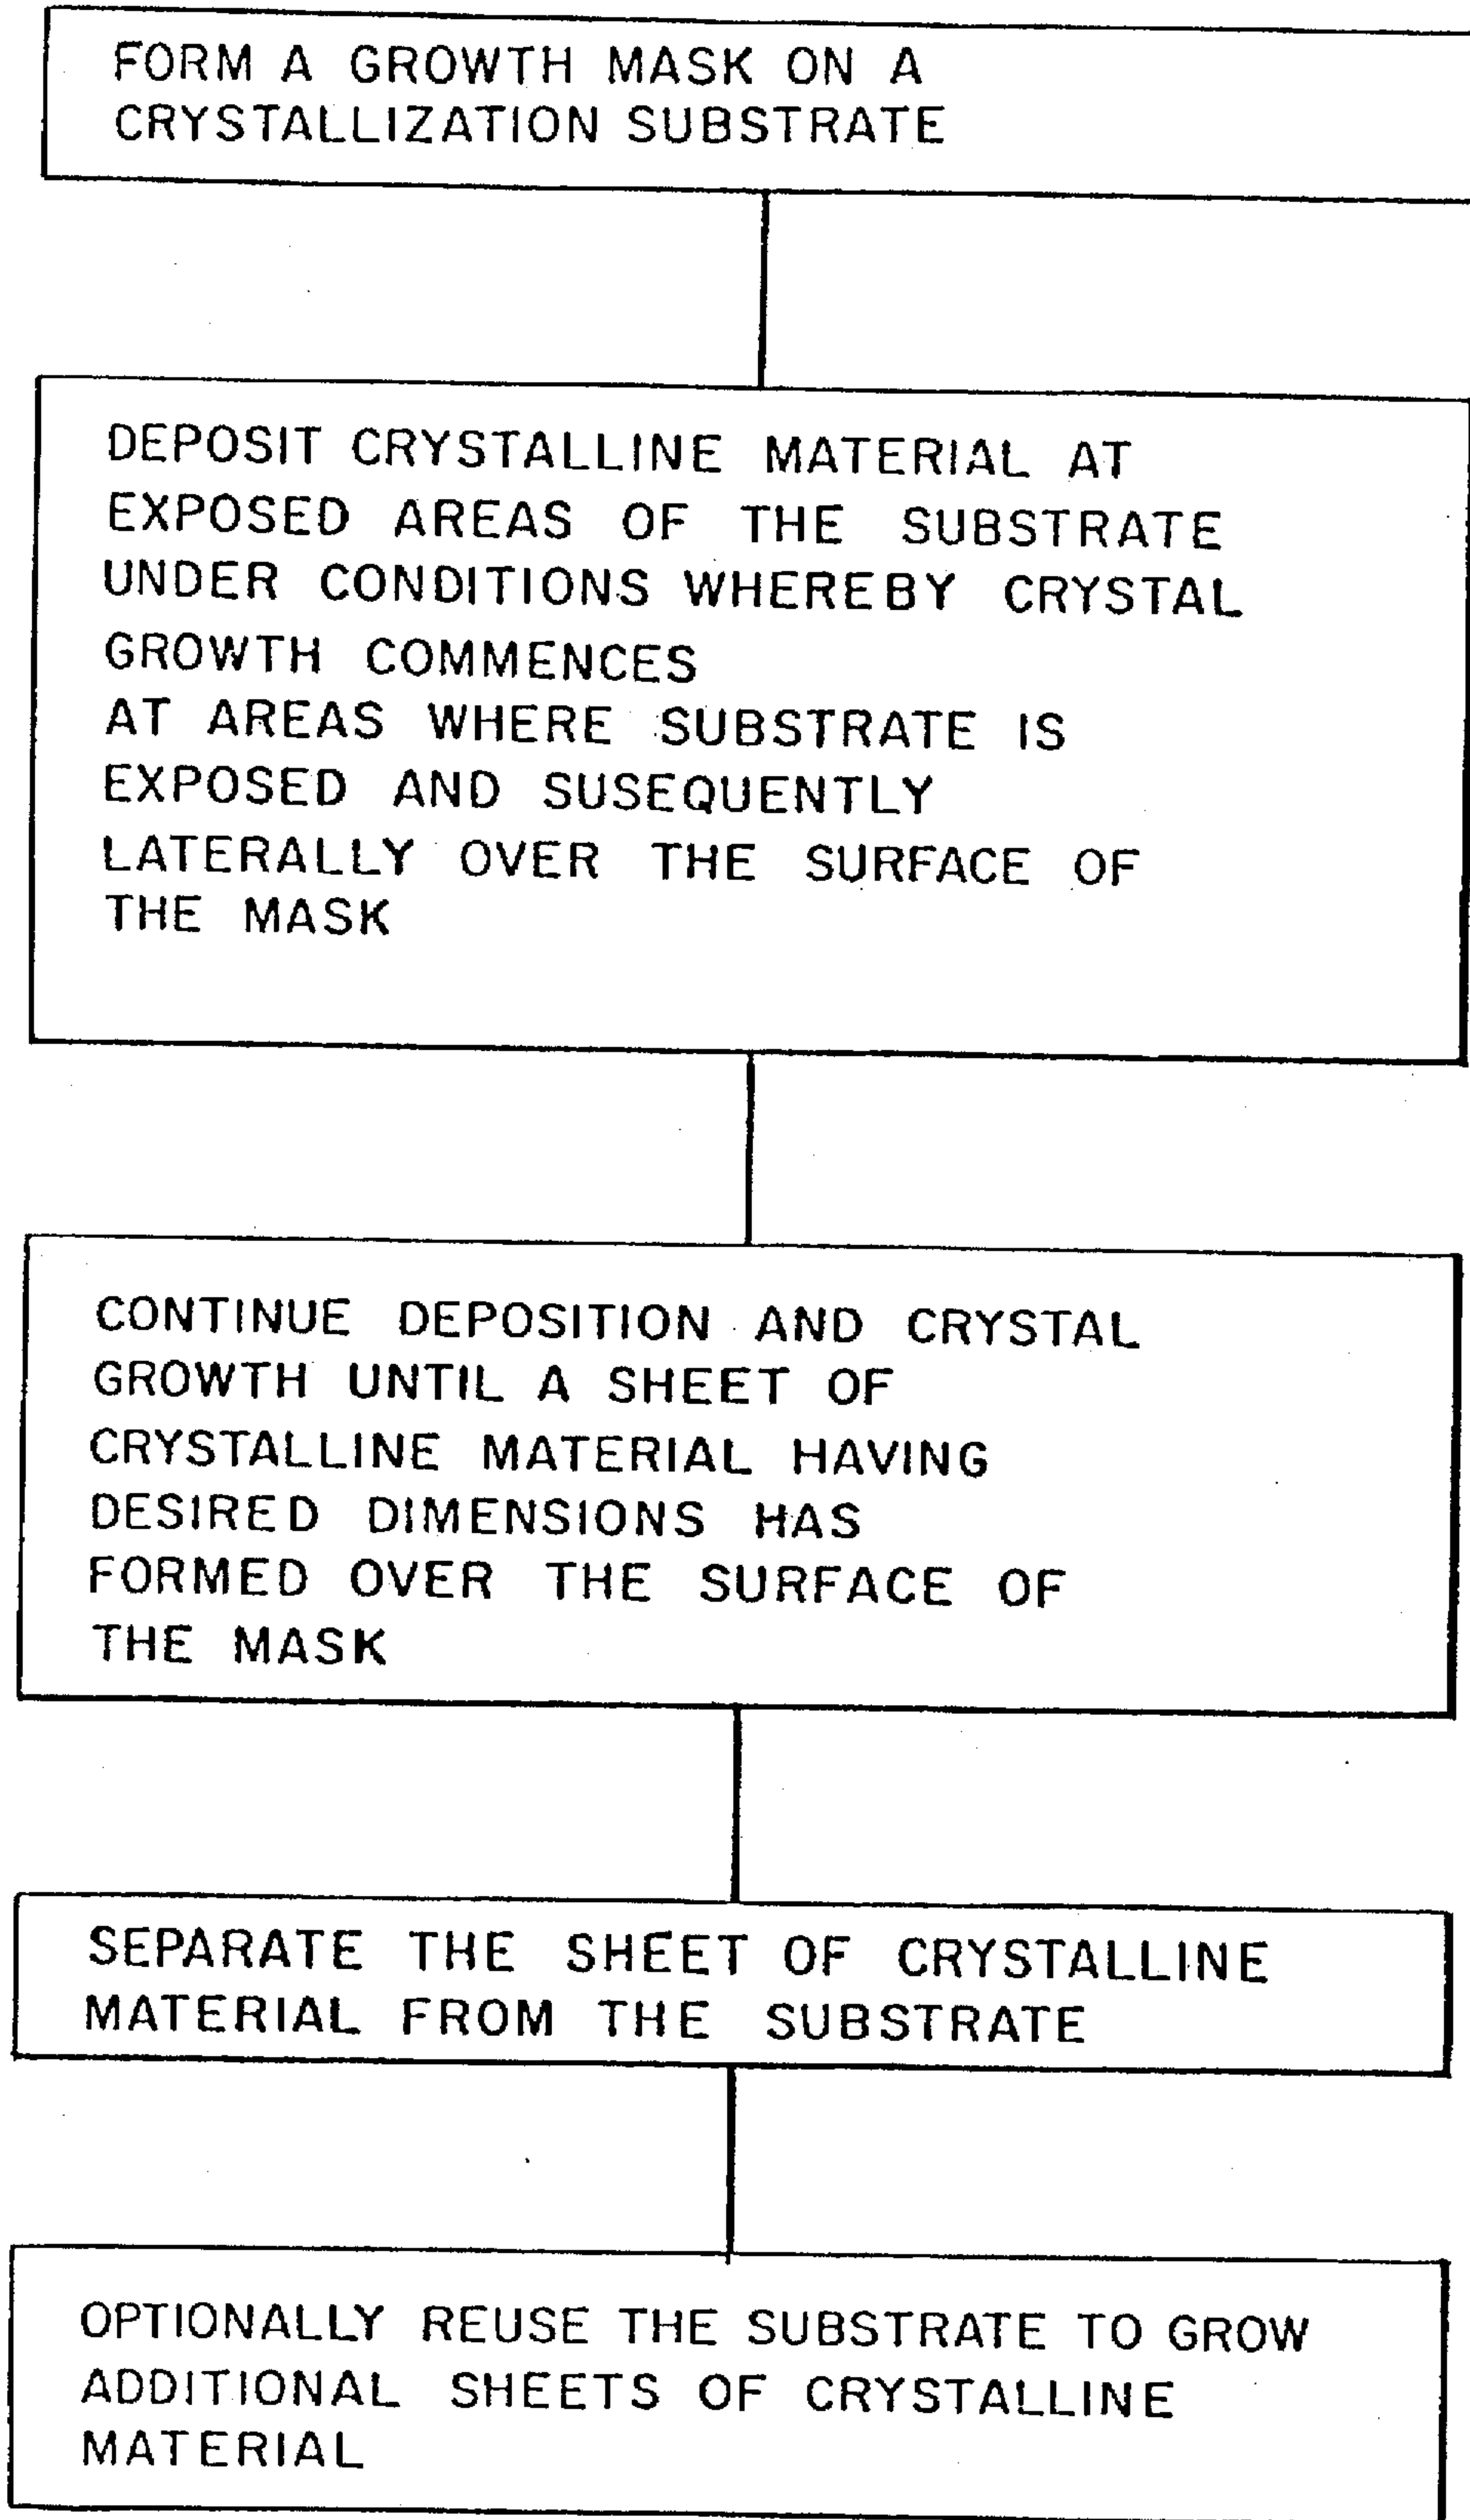 FORM A GROWTH MASK ON A
CRYSTALLIZATION SUBSTRATE
DEPOSIT CRYSTALLINE MATERIAL AT
EXPOSED AREAS OF THE SUBSTRATE
UNDER CONDITIONS WHEREBY CRYSTAL
GROWTH COMMENCES
AT AREAS WHERE SUBSTRATE IS
EXPOSED AND SUSEQUENTLY
LATERALLY OVER THE SURFACE OF
THE MASK
CONTINUE DEPOSITION AND CRYSTAL
GROWTH UNTIL A SHEET OF
CRYSTALLINE MATERIAL HAVING
DESIRED DIMENSIONS HAS
FORMED OVER THE SURFACE OF
THE MASK
SEPARATE THE SHEET OF CRYSTALLINE
MATERIAL FROM THE SUBSTRATE
OPTIONALLY REUSE THE SUBSTRATE TO GROW
ADDITIONAL SHEETS OF CRYSTALLINE
MATERIAL